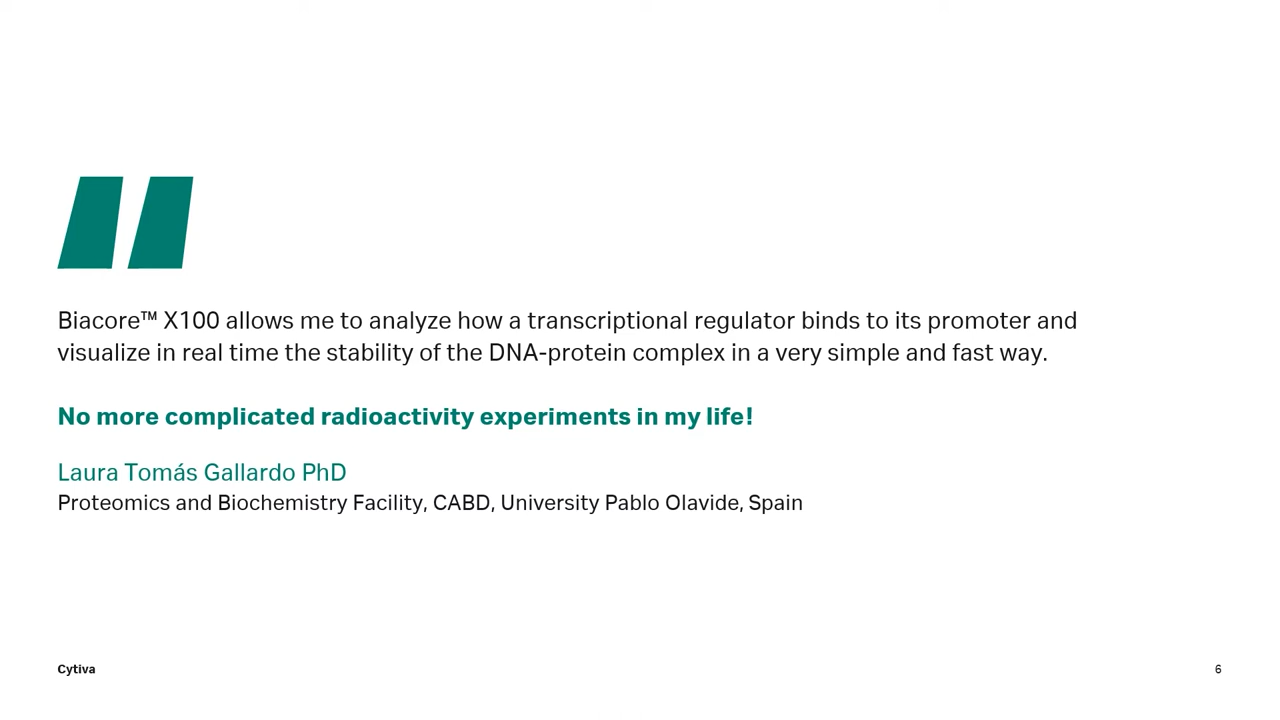 Biacore™ X100 allows me to analyze how a transcriptional regulator binds to its promoter and
visualize in real time the stability of the DNA-protein complex in a very simple and fast way.
No more complicated radioactivity experiments in my life!
Laura Tomás Gallardo PhD
Proteomics and Biochemistry Facility, CABD, University Pablo Olavide, Spain
Cytiva
6